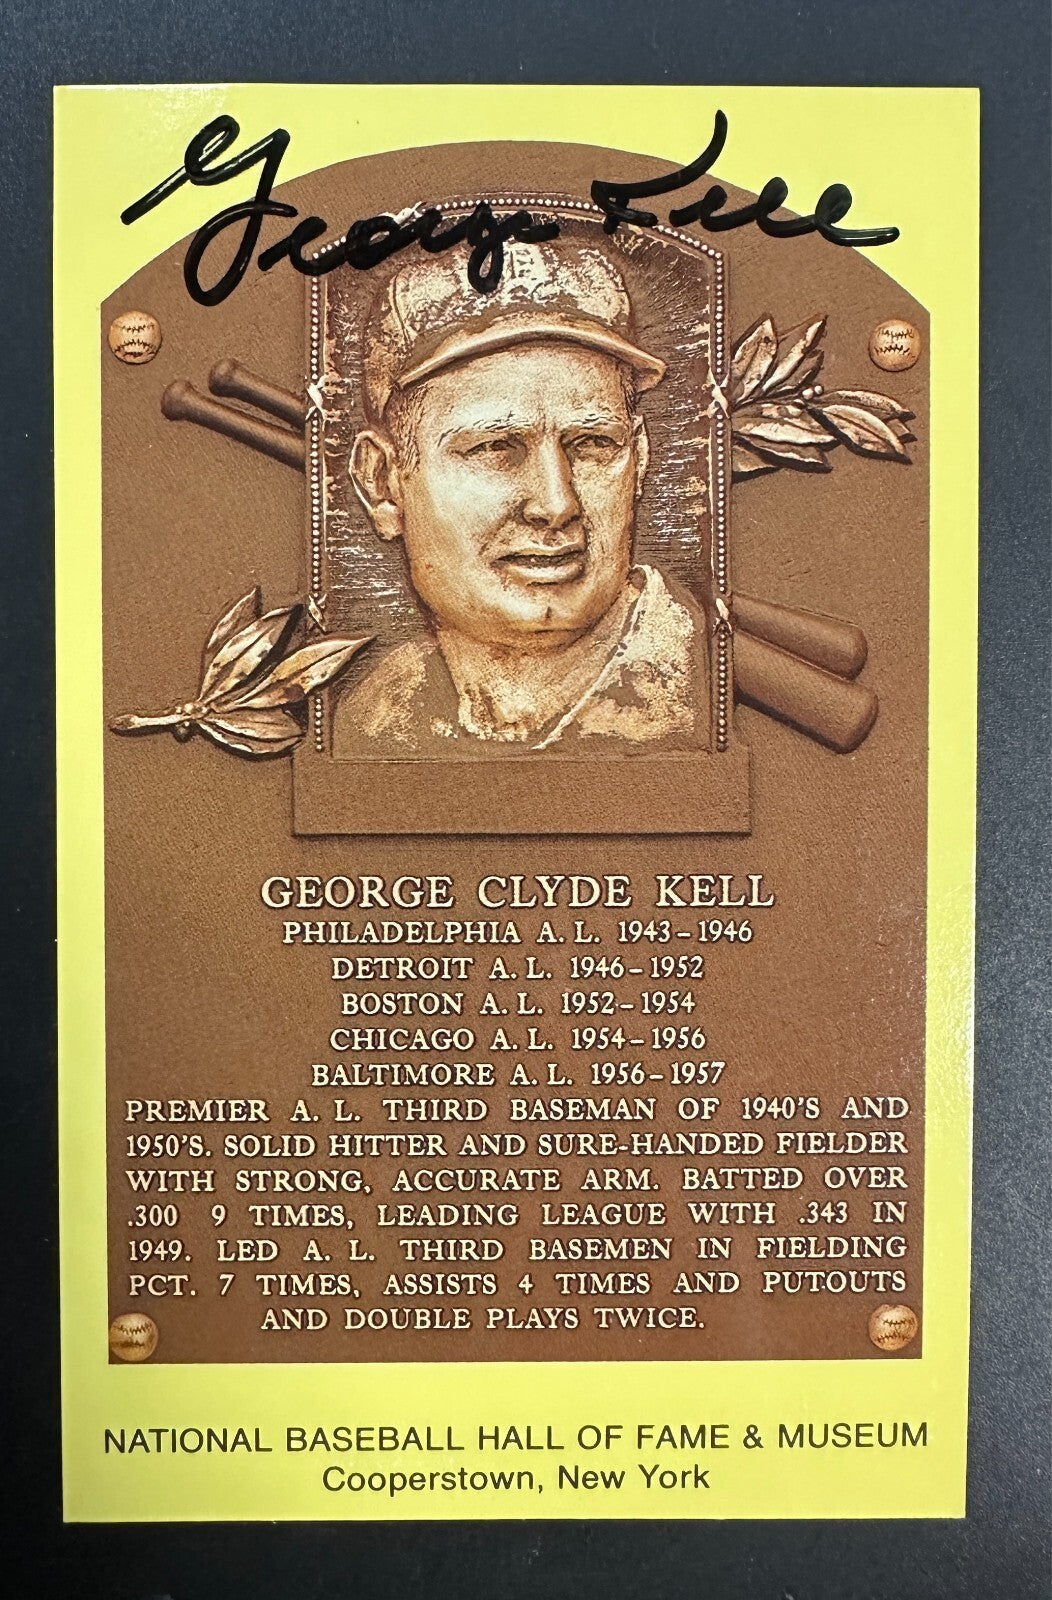 George Kell
GEORGE CLYDE KELL
PHILADELPHIA A. L. 1943-1946
DETROIT A. L. 1946-1952
BOSTON A. L. 1952-1954
CHICAGO A. L. 1954-1956
BALTIMORE A. L. 1956-1957
PREMIER A. L. THIRD BASEMAN OF 1940'S AND
1950'S. SOLID HITTER AND SURE-HANDED FIELDER
WITH STRONG, ACCURATE ARM. BATTED OVER
.300 9 TIMES, LEADING LEAGUE WITH .343 IN
1949. LED A. L. THIRD BASEMEN IN FIELDING
PCT. 7 TIMES, ASSISTS 4 TIMES AND PUTOUTS
AND DOUBLE PLAYS TWICE.
NATIONAL BASEBALL HALL OF FAME & MUSEUM
Cooperstown, New York